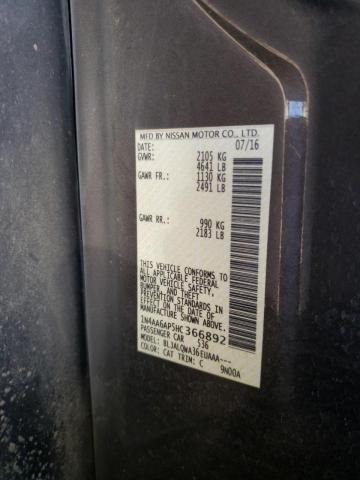 MFD BY NISSAN MOTOR CO., LTD.
DATE: 07/16
GVWR: 2105 KG
4641 LB
GAWR FR.: 1130 KG
2491 LB
GAWR RR.: 990 KG
2183 LB
THIS VEHICLE CONFORMS TO
ALL APPLICABLE FEDERAL
MOTOR VEHICLE SAFETY,
BUMPER, AND THEFT
PREVENTION STANDARDS IN
EFFECT ON THE DATE OF
MANUFACTURE SHOWN ABOVE.
1N4AA6AP5HC366892
PASSENGER CAR 536
MODEL: BLJALQWA36EUAAA---
COLOR: CAT TRIM: C 9N00A